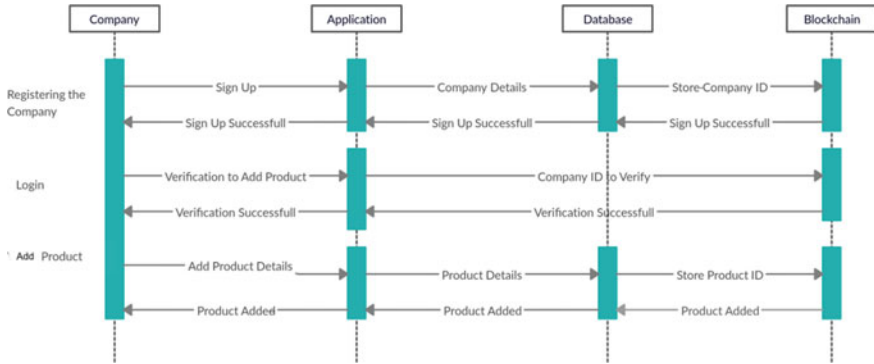 Company
Application
Database
Blockchain
Registering the
Company
Sign Up
Company Details
Store-Company ID
Sign Up Successfull
Sign Up Successfull
Sign Up Successfull
Login
Verification to Add Product
Company ID to Verify
Verification Successfull
Verification Successfull
Add Product
Add Product Details
Product Details
Store Product ID
Product Added
Product Added
Product Added